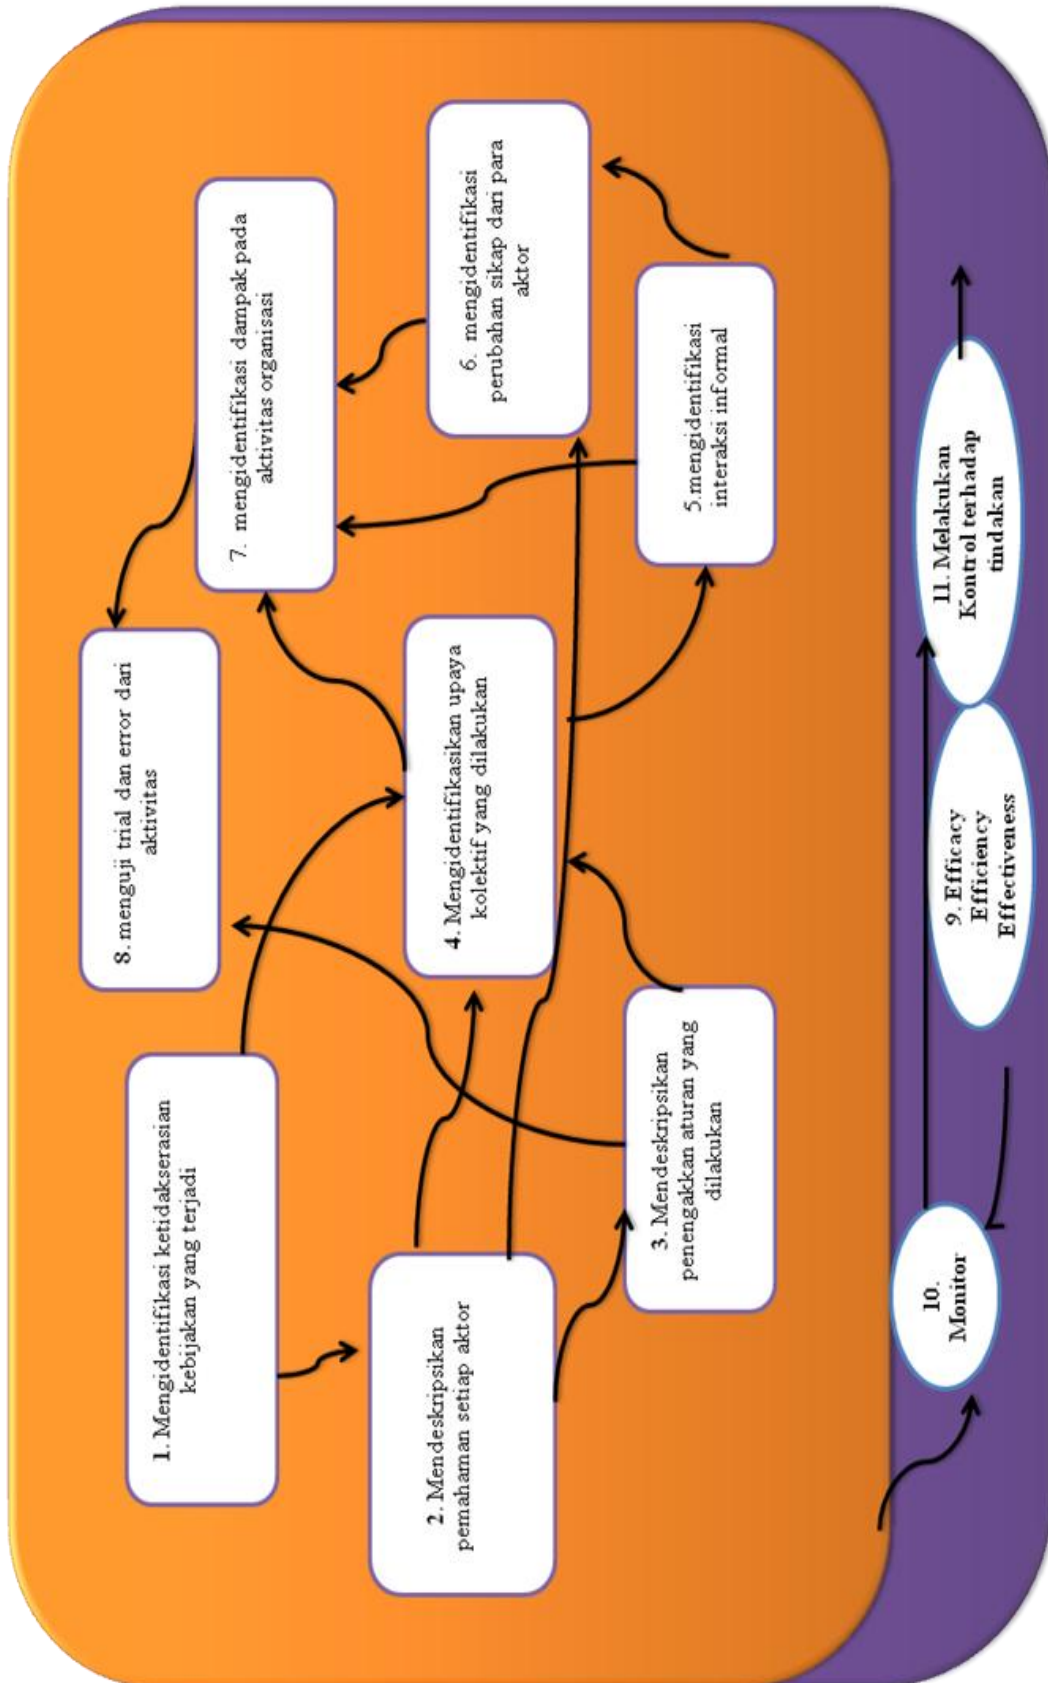 1. Mengidentifikasi ketidakserasian
kebijakan yang terjadi
2. Mendeskripsikan
pemahaman setiap aktor
3. Mendeskripsikan
penengakkan aturan yang
dilakukan
4. Mengidentifikasikan upaya
kolektif yang dilakukan
5.mengidentifikasi
interaksi informal
6. mengidentifikasi
perubahan sikap dari para
aktor
7. mengidentifikasi dampak pada
aktivitas organisasi
8. menguji trial dan error dari
aktivitas
10.
Monitor
9. Efficacy
Efficiency
Effectiveness
11. Melakukan
Kontrol terhadap
tindakan